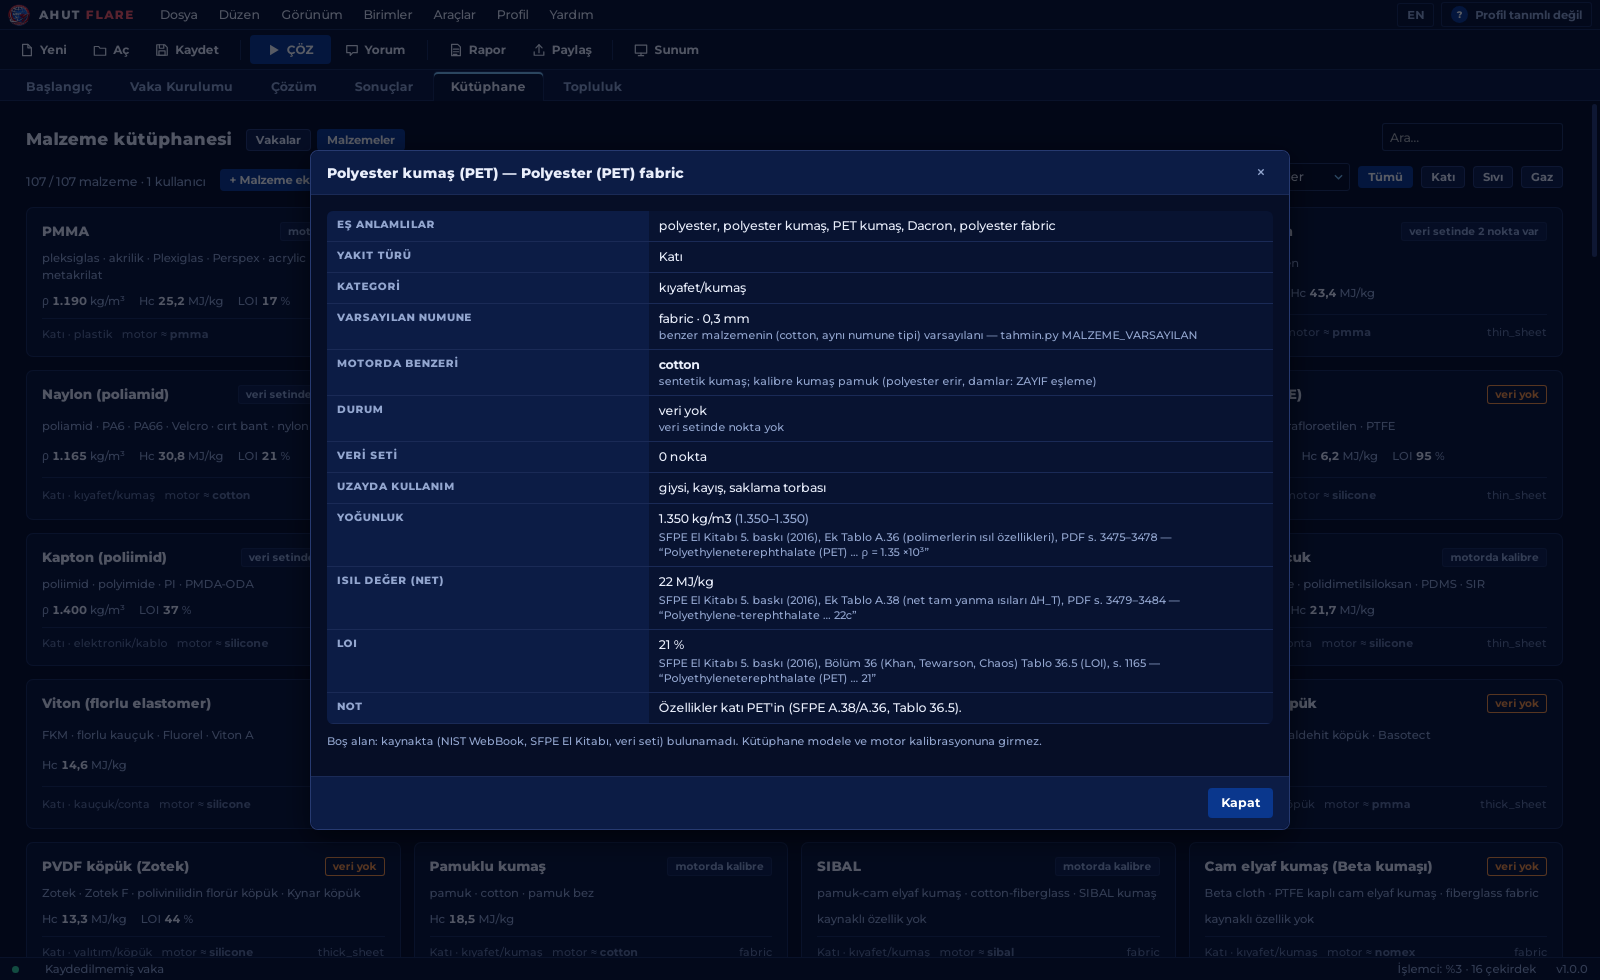 AHUT FLARE
Dosya Düzen Görünüm Birimler Araçlar Profil Yardım
EN
? Profil tanımlı değil
Yeni Aç Kaydet ÇÖZ Yorum Rapor Paylaş Sunum
Başlangıç Vaka Kurulumu Çözüm Sonuçlar Kütüphane Topluluk
Malzeme kütüphanesi Vakalar Malzemeler
Ara...
107 / 107 malzeme · 1 kullanıcı + Malzeme ek
er Tümü Katı Sıvı Gaz
Polyester kumaş (PET) — Polyester (PET) fabric ×
EŞ ANLAMLILAR polyester, polyester kumaş, PET kumaş, Dacron, polyester fabric
YAKIT TÜRÜ Katı
KATEGORİ kıyafet/kumaş
VARSAYILAN NUMUNE fabric · 0,3 mm
benzer malzemenin (cotton, aynı numune tipi) varsayılanı — tahmin.py MALZEME_VARSAYILAN
MOTORDA BENZERİ cotton
sentetik kumaş; kalibre kumaş pamuk (polyester erir, damlar: ZAYIF eşleme)
DURUM veri yok
veri setinde nokta yok
VERİ SETİ 0 nokta
UZAYDA KULLANIM giysi, kayış, saklama torbası
YOĞUNLUK 1.350 kg/m3 (1.350–1.350)
SFPE El Kitabı 5. baskı (2016), Ek Tablo A.36 (polimerlerin ısıl özellikleri), PDF s. 3475–3478 —
“Polyethyleneterephthalate (PET) … ρ = 1.35 ×10³”
ISIL DEĞER (NET) 22 MJ/kg
SFPE El Kitabı 5. baskı (2016), Ek Tablo A.38 (net tam yanma ısıları ΔH_T), PDF s. 3479–3484 —
“Polyethylene-terephthalate … 22c”
LOI 21 %
SFPE El Kitabı 5. baskı (2016), Bölüm 36 (Khan, Tewarson, Chaos) Tablo 36.5 (LOI), s. 1165 —
“Polyethyleneterephthalate (PET) … 21”
NOT Özellikler katı PET'in (SFPE A.38/A.36, Tablo 36.5).
Boş alan: kaynakta (NIST WebBook, SFPE El Kitabı, veri seti) bulunamadı. Kütüphane modele ve motor kalibrasyonuna girmez.
Kapat
PMMA mot
pleksiglas · akrilik · Plexiglas · Perspex · acrylic
metakrilat
ρ 1.190 kg/m³ Hc 25,2 MJ/kg LOI 17 %
Katı · plastik motor ≈ pmma
veri setinde 2 nokta var
en
Hc 43,4 MJ/kg
motor ≈ pmma thin_sheet
Naylon (poliamid) veri setinde
poliamid · PA6 · PA66 · Velcro · cırt bant · nylon
ρ 1.165 kg/m³ Hc 30,8 MJ/kg LOI 21 %
Katı · kıyafet/kumaş motor ≈ cotton
E) veri yok
rafloroetilen · PTFE
Hc 6,2 MJ/kg LOI 95 %
motor ≈ silicone thin_sheet
Kapton (poliimid) veri setinde
poliimid · polyimide · PI · PMDA-ODA
ρ 1.400 kg/m³ LOI 37 %
Katı · elektronik/kablo motor ≈ silicone
uk motorda kalibre
e · polidimetilsiloksan · PDMS · SIR
Hc 21,7 MJ/kg
onta motor ≈ silicone thin_sheet
Viton (florlu elastomer)
FKM · florlu kauçuk · Fluorel · Viton A
Hc 14,6 MJ/kg
Katı · kauçuk/conta motor ≈ silicone
pük veri yok
aldehit köpük · Basotect
öpük motor ≈ pmma thick_sheet
PVDF köpük (Zotek) veri yok
Zotek · Zotek F · polivinilidin florür köpük · Kynar köpük
Hc 13,3 MJ/kg LOI 44 %
Katı · yalıtım/köpük motor ≈ silicone thick_sheet
Pamuklu kumaş motorda kalibre
pamuk · cotton · pamuk bez
Hc 18,5 MJ/kg
Katı · kıyafet/kumaş motor ≈ cotton fabric
SIBAL motorda kalibre
pamuk-cam elyaf kumaş · cotton-fiberglass · SIBAL kumaş
kaynaklı özellik yok
Katı · kıyafet/kumaş motor ≈ sibal fabric
Cam elyaf kumaş (Beta kumaşı) veri yok
Beta cloth · PTFE kaplı cam elyaf kumaş · fiberglass fabric
kaynaklı özellik yok
Katı · kıyafet/kumaş motor ≈ nomex fabric
Kaydedilmemiş vaka
İşlemci: %3 · 16 çekirdek v1.0.0